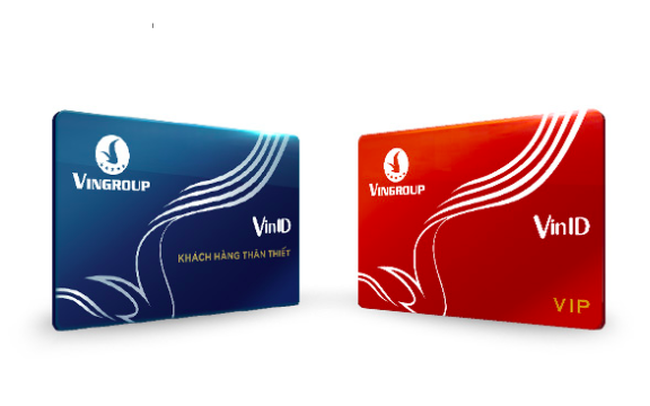 VINGROUP
VinID
KHÁCH HÀNG THÂN THIẾT
VINGROUP
VinID
VIP